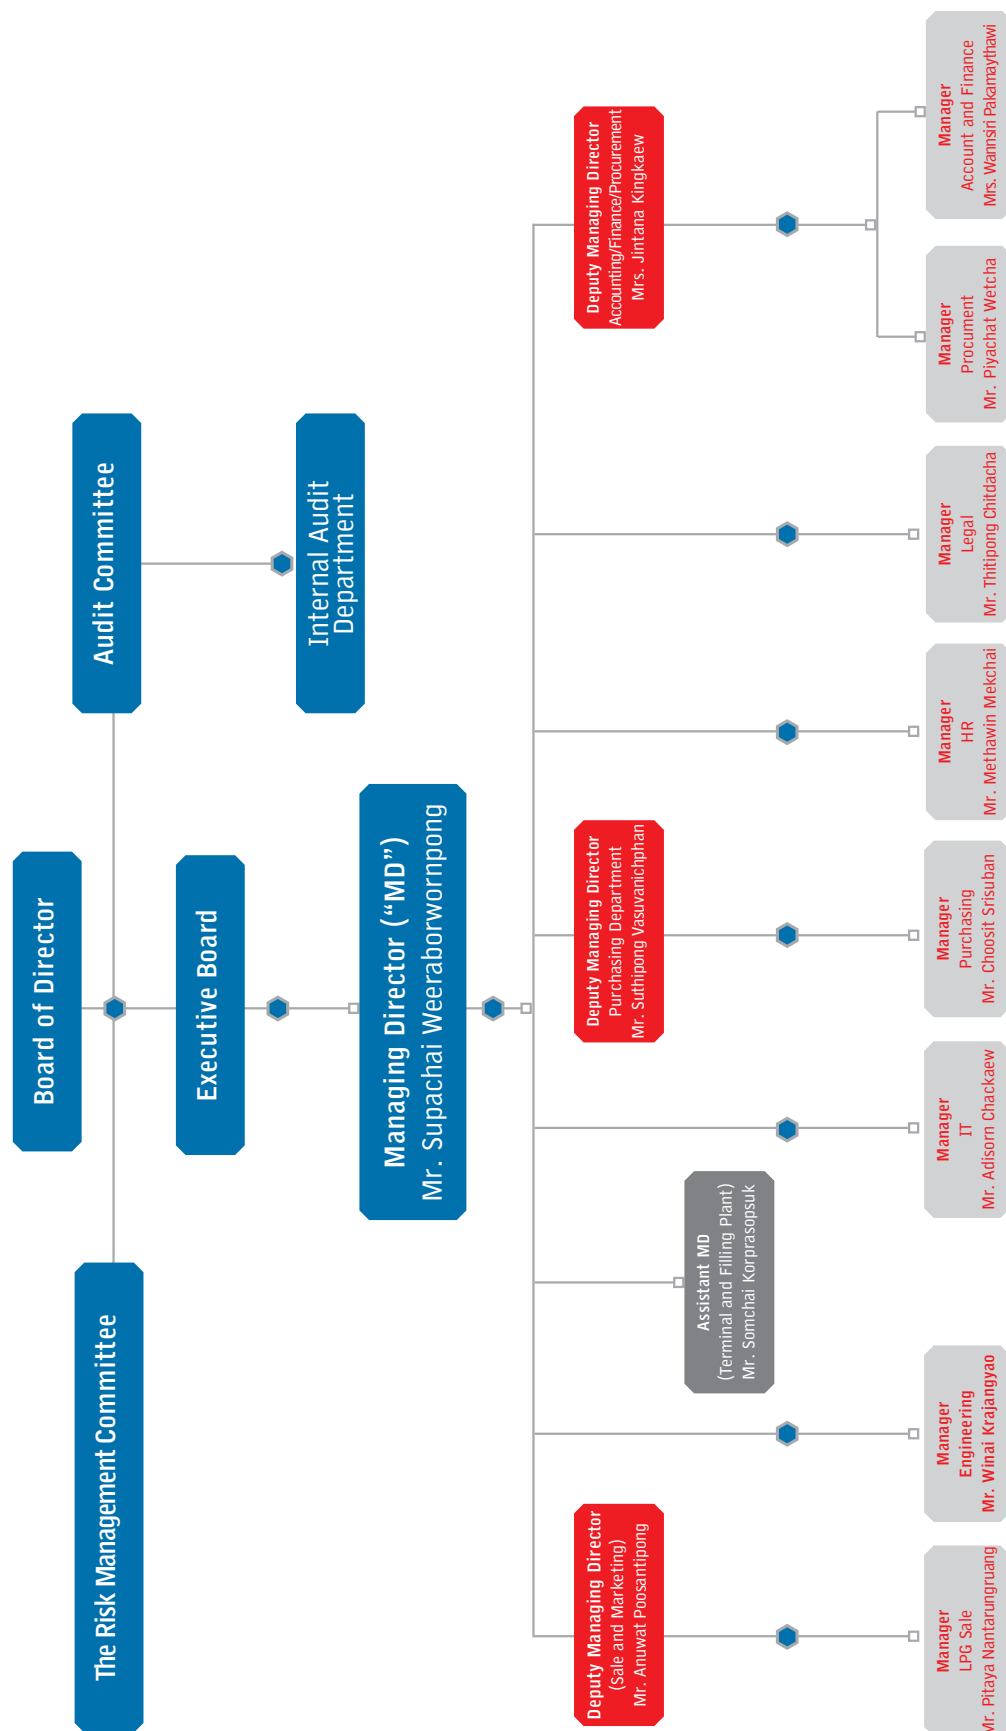 Board of Director
The Risk Management Committee
Audit Committee
Executive Board
Internal Audit
Department
Managing Director (“MD”)
Mr. Supachai Weeraborwornpong
Deputy Managing Director
(Sale and Marketing)
Mr. Anuwat Poosantipong
Deputy Managing Director
Purchasing Department
Mr. Suthipong Vasuvanichphan
Deputy Managing Director
Accounting/Finance/Procurement
Mrs. Jintana Kingkaew
Assistant MD
(Terminal and Filling Plant)
Mr. Somchai Korprasopsuk
Manager
LPG Sale
Mr. Pitaya Nantarungruang
Manager
Engineering
Mr. Winai Krajangyao
Manager
IT
Mr. Adisorn Chackaew
Manager
Purchasing
Mr. Choosit Srisuban
Manager
HR
Mr. Methawin Mekchai
Manager
Legal
Mr. Thitipong Chitdacha
Manager
Procument
Mr. Piyachat Wetcha
Manager
Account and Finance
Mrs. Wannsiri Pakamaythawi